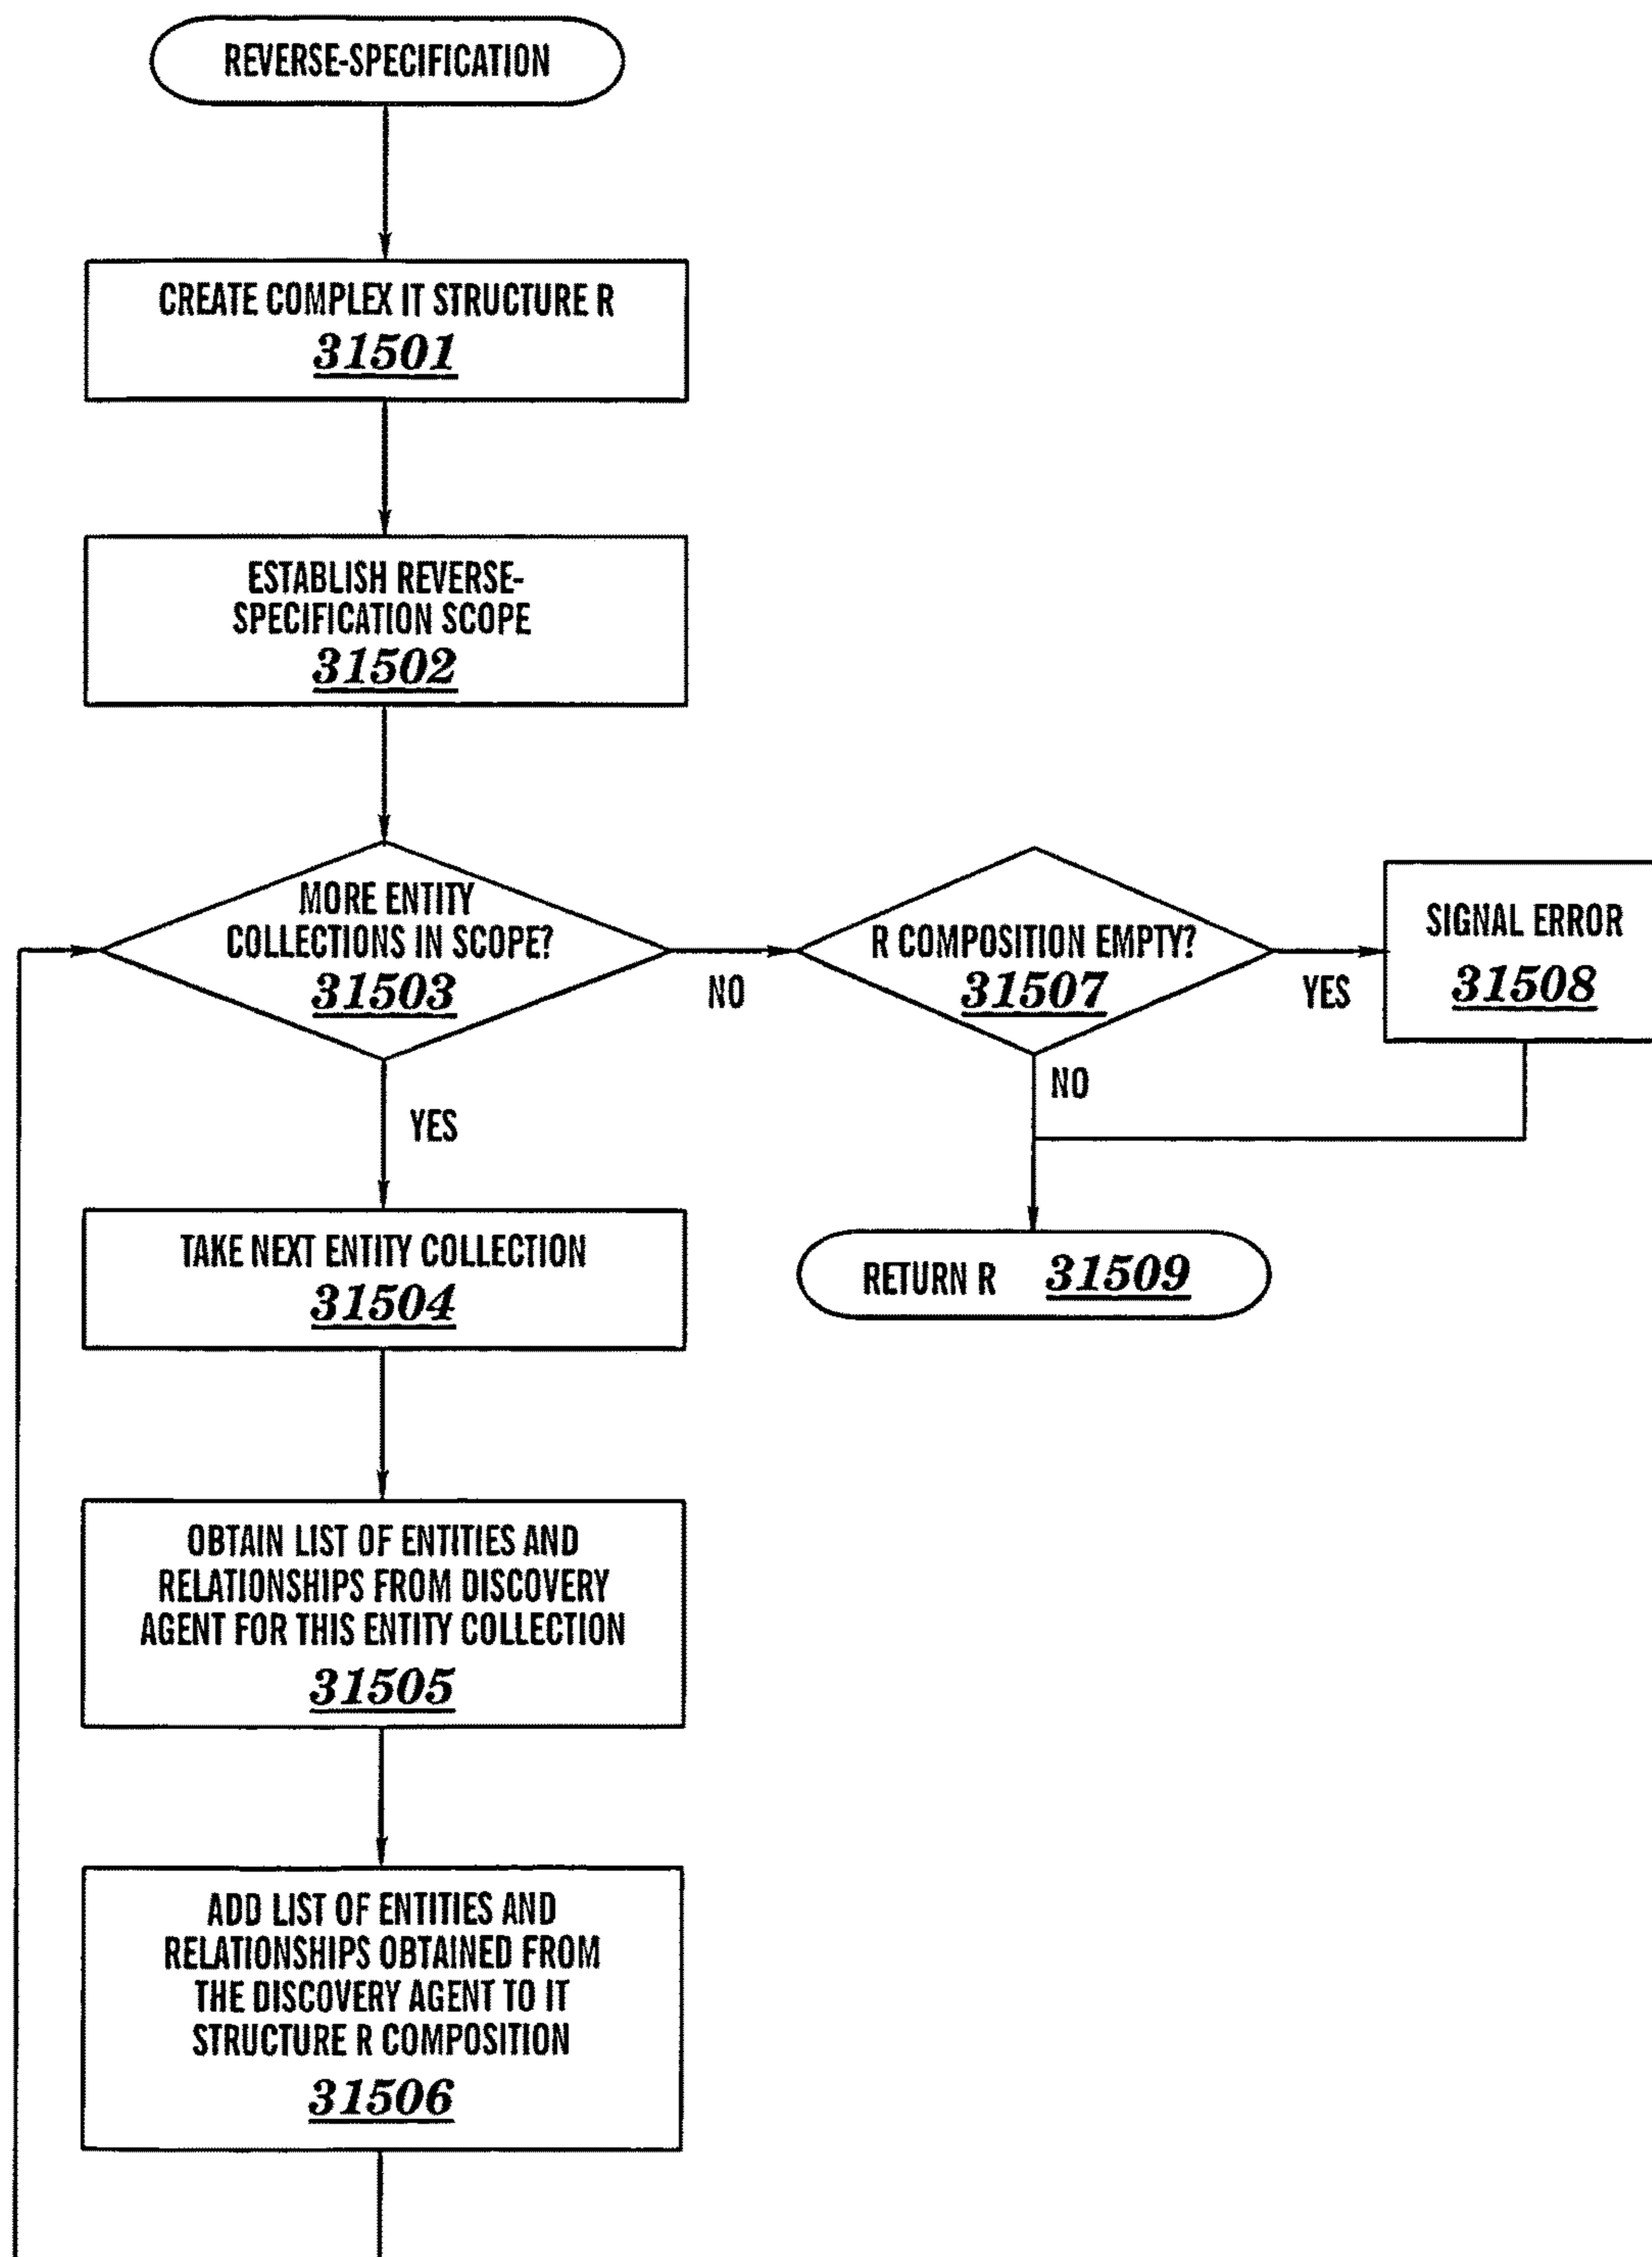 REVERSE-SPECIFICATION
CREATE COMPLEX IT STRUCTURE R
31501
ESTABLISH REVERSE-
SPECIFICATION SCOPE
31502
MORE ENTITY
COLLECTIONS IN SCOPE?
31503
NO
YES
R COMPOSITION EMPTY?
31507
YES
NO
SIGNAL ERROR
31508
TAKE NEXT ENTITY COLLECTION
31504
RETURN R 31509
OBTAIN LIST OF ENTITIES AND
RELATIONSHIPS FROM DISCOVERY
AGENT FOR THIS ENTITY COLLECTION
31505
ADD LIST OF ENTITIES AND
RELATIONSHIPS OBTAINED FROM
THE DISCOVERY AGENT TO IT
STRUCTURE R COMPOSITION
31506